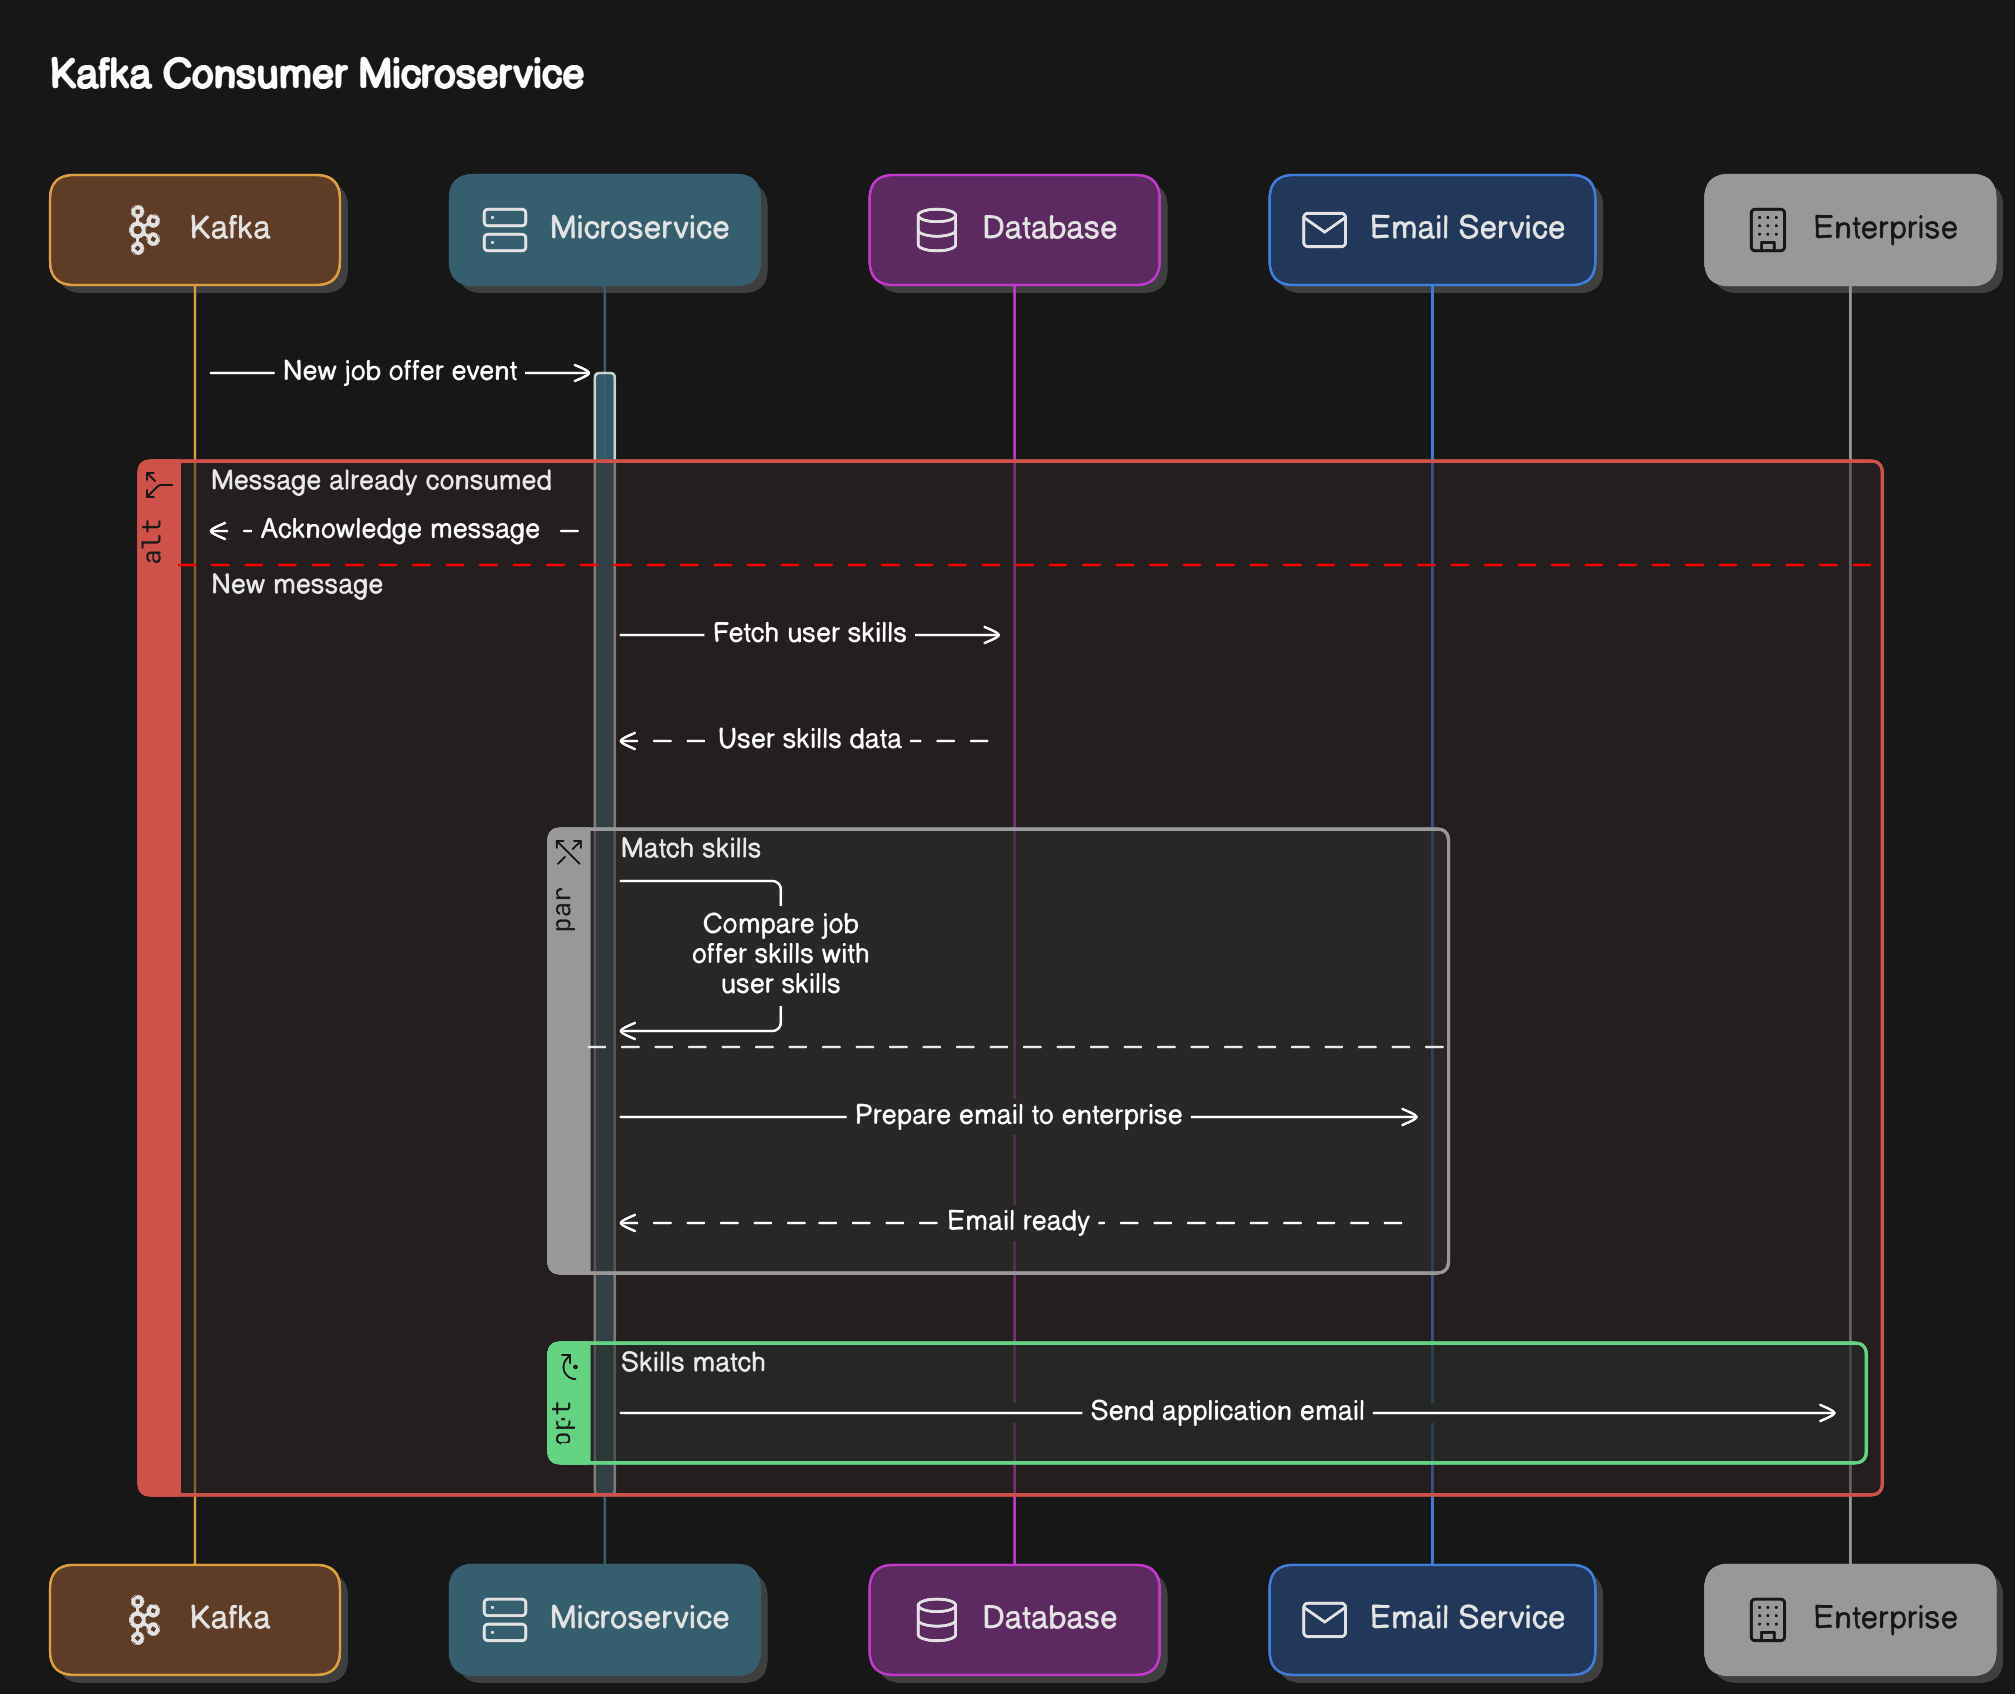 Kafka Consumer Microservice
Kafka
Microservice
Database
Email Service
Enterprise
New job offer event
alt
Message already consumed
Acknowledge message
New message
Fetch user skills
User skills data
par
Match skills
Compare job
offer skills with
user skills
Prepare email to enterprise
Email ready
opt
Skills match
Send application email
Kafka
Microservice
Database
Email Service
Enterprise